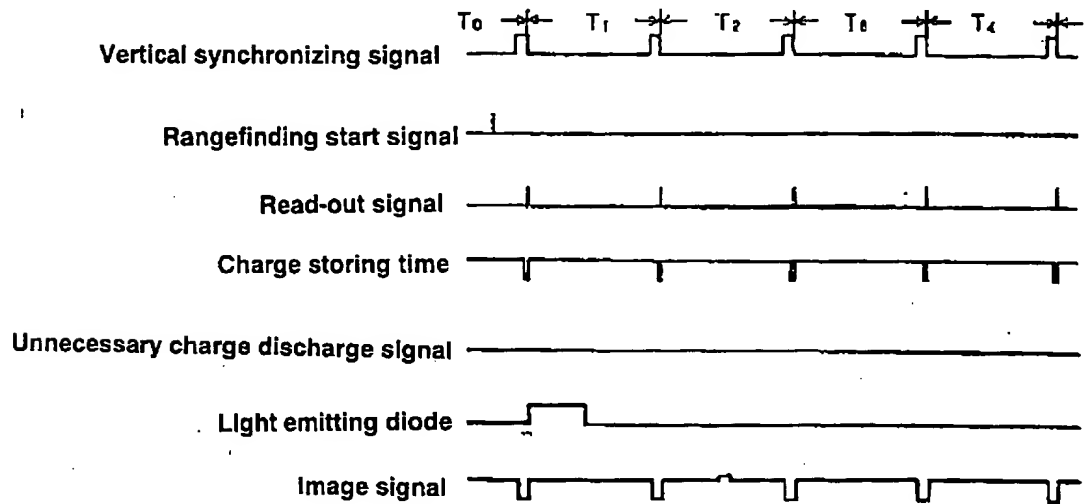 T0 T1 T2 T3 T4
Vertical synchronizing signal
Rangefinding start signal
Read-out signal
Charge storing time
Unnecessary charge discharge signal
Light emitting diode
Image signal